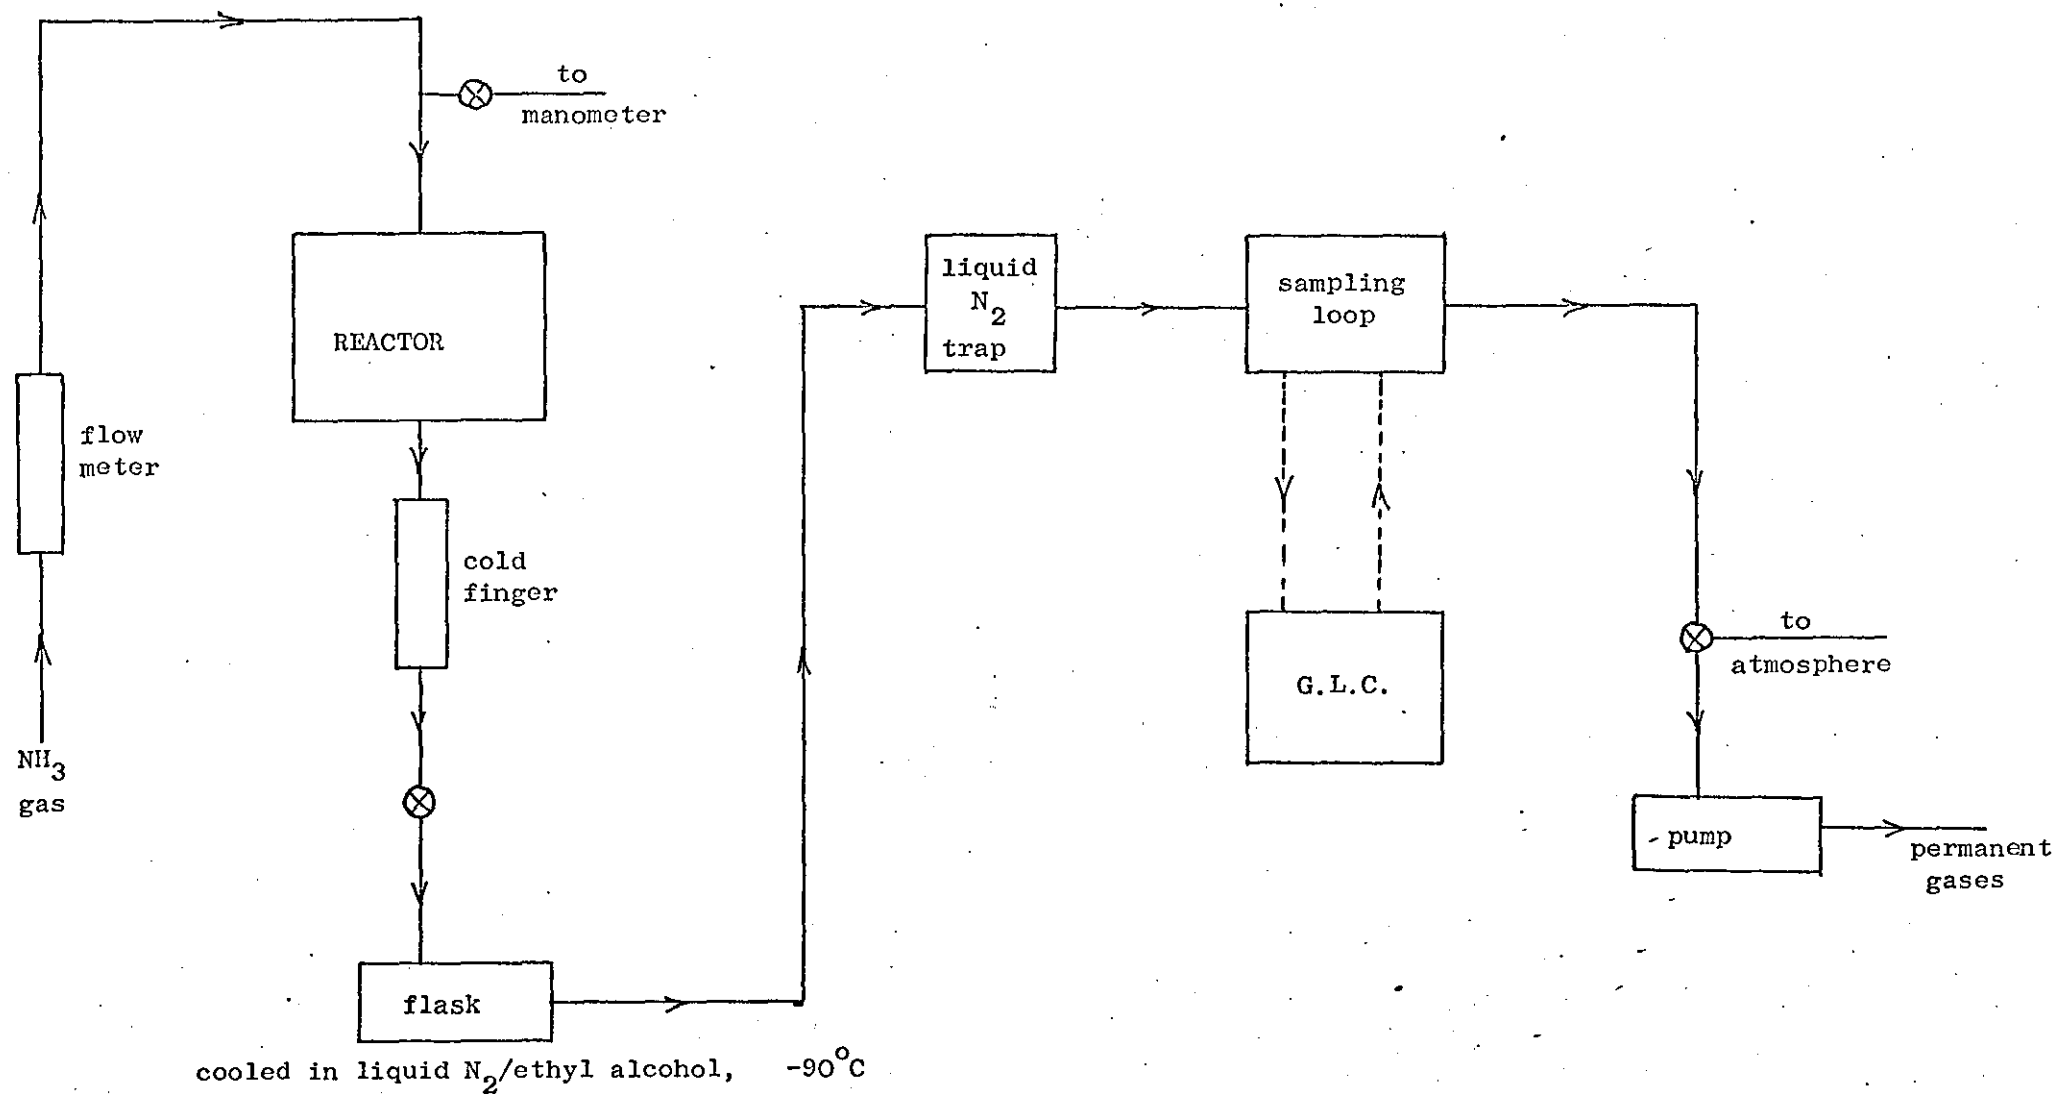 to
manometer
REACTOR
flow
meter
cold
finger
NH3
gas
flask
cooled in liquid N2/ethyl alcohol, -90°C
liquid
N2
trap
sampling
loop
G.L.C.
to
atmosphere
pump
permanent
gases